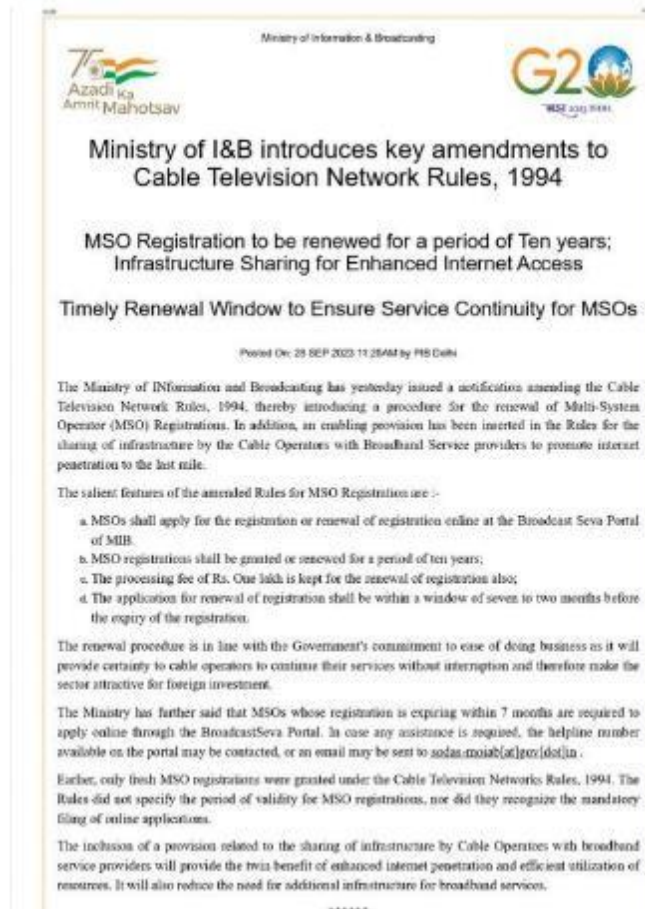 Ministry of Information & Broadcasting
75
Azadi Ka
Amrit Mahotsav
G20
Ministry of I&B introduces key amendments to
Cable Television Network Rules, 1994
MSO Registration to be renewed for a period of Ten years;
Infrastructure Sharing for Enhanced Internet Access
Timely Renewal Window to Ensure Service Continuity for MSOs
Posted On: 28 SEP 2023 11:28AM by PIB Delhi
The Ministry of INformation and Broadcasting has yesterday issued a notification amending the Cable
Television Network Rules, 1994, thereby introducing a procedure for the renewal of Multi-System
Operator (MSO) Registrations. In addition, an enabling provision has been inserted in the Rules for the
sharing of infrastructure by the Cable Operators with Broadband Service providers to promote internet
penetration to the last mile.
The salient features of the amended Rules for MSO Registration are :-
a. MSOs shall apply for the registration or renewal of registration online at the Broadcast Seva Portal
of MIB.
b. MSO registrations shall be granted or renewed for a period of ten years;
c. The processing fee of Rs. One lakh is kept for the renewal of registration also;
d. The application for renewal of registration shall be within a window of seven to two months before
the expiry of the registration.
The renewal procedure is in line with the Government's commitment to ease of doing business as it will
provide certainty to cable operators to continue their services without interruption and therefore make the
sector attractive for foreign investment.
The Ministry has further said that MSOs whose registration is expiring within 7 months are required to
apply online through the BroadcastSeva Portal. In case any assistance is required, the helpline number
available on the portal may be contacted, or an email may be sent to sodas-moiab[at]gov[dot]in .
Earlier, only fresh MSO registrations were granted under the Cable Television Networks Rules, 1994. The
Rules did not specify the period of validity for MSO registrations, nor did they recognize the mandatory
filing of online applications.
The inclusion of a provision related to the sharing of infrastructure by Cable Operators with broadband
service providers will provide the twin benefit of enhanced internet penetration and efficient utilization of
resources. It will also reduce the need for additional infrastructure for broadband services.